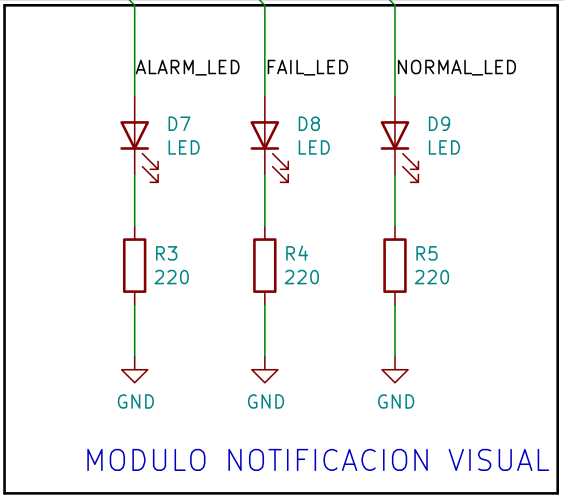 ALARM_LED FAIL_LED NORMAL_LED
D7 D8 D9
LED LED LED
R3 R4 R5
220 220 220
GND GND GND
MODULO NOTIFICACION VISUAL